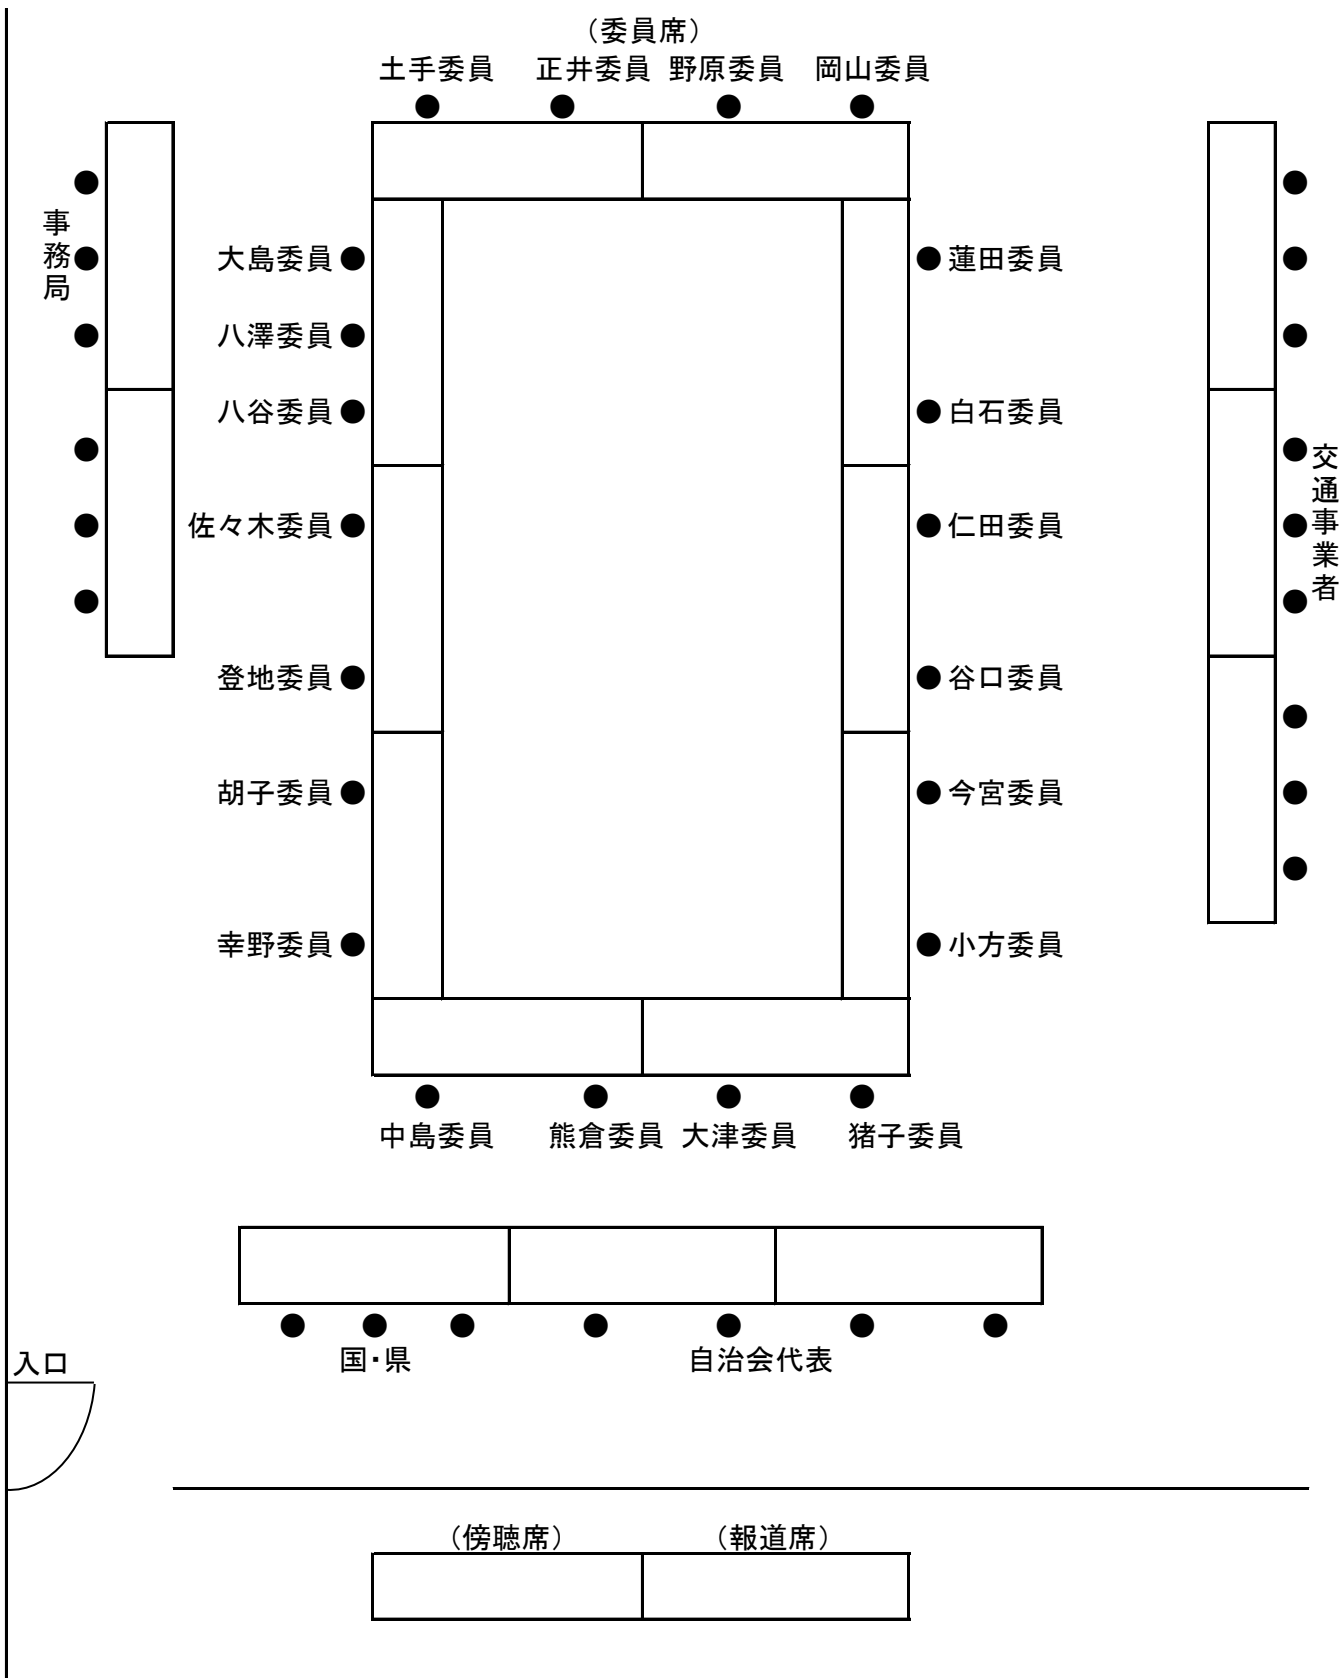 （委員席）
土手委員 正井委員 野原委員 岡山委員
事務局
大島委員
蓮田委員
八澤委員
八谷委員
白石委員
交通事業者
佐々木委員
仁田委員
登地委員
谷口委員
胡子委員
今宮委員
幸野委員
小方委員
中島委員 熊倉委員 大津委員 猪子委員
国・県
自治会代表
入口
（傍聴席） （報道席）